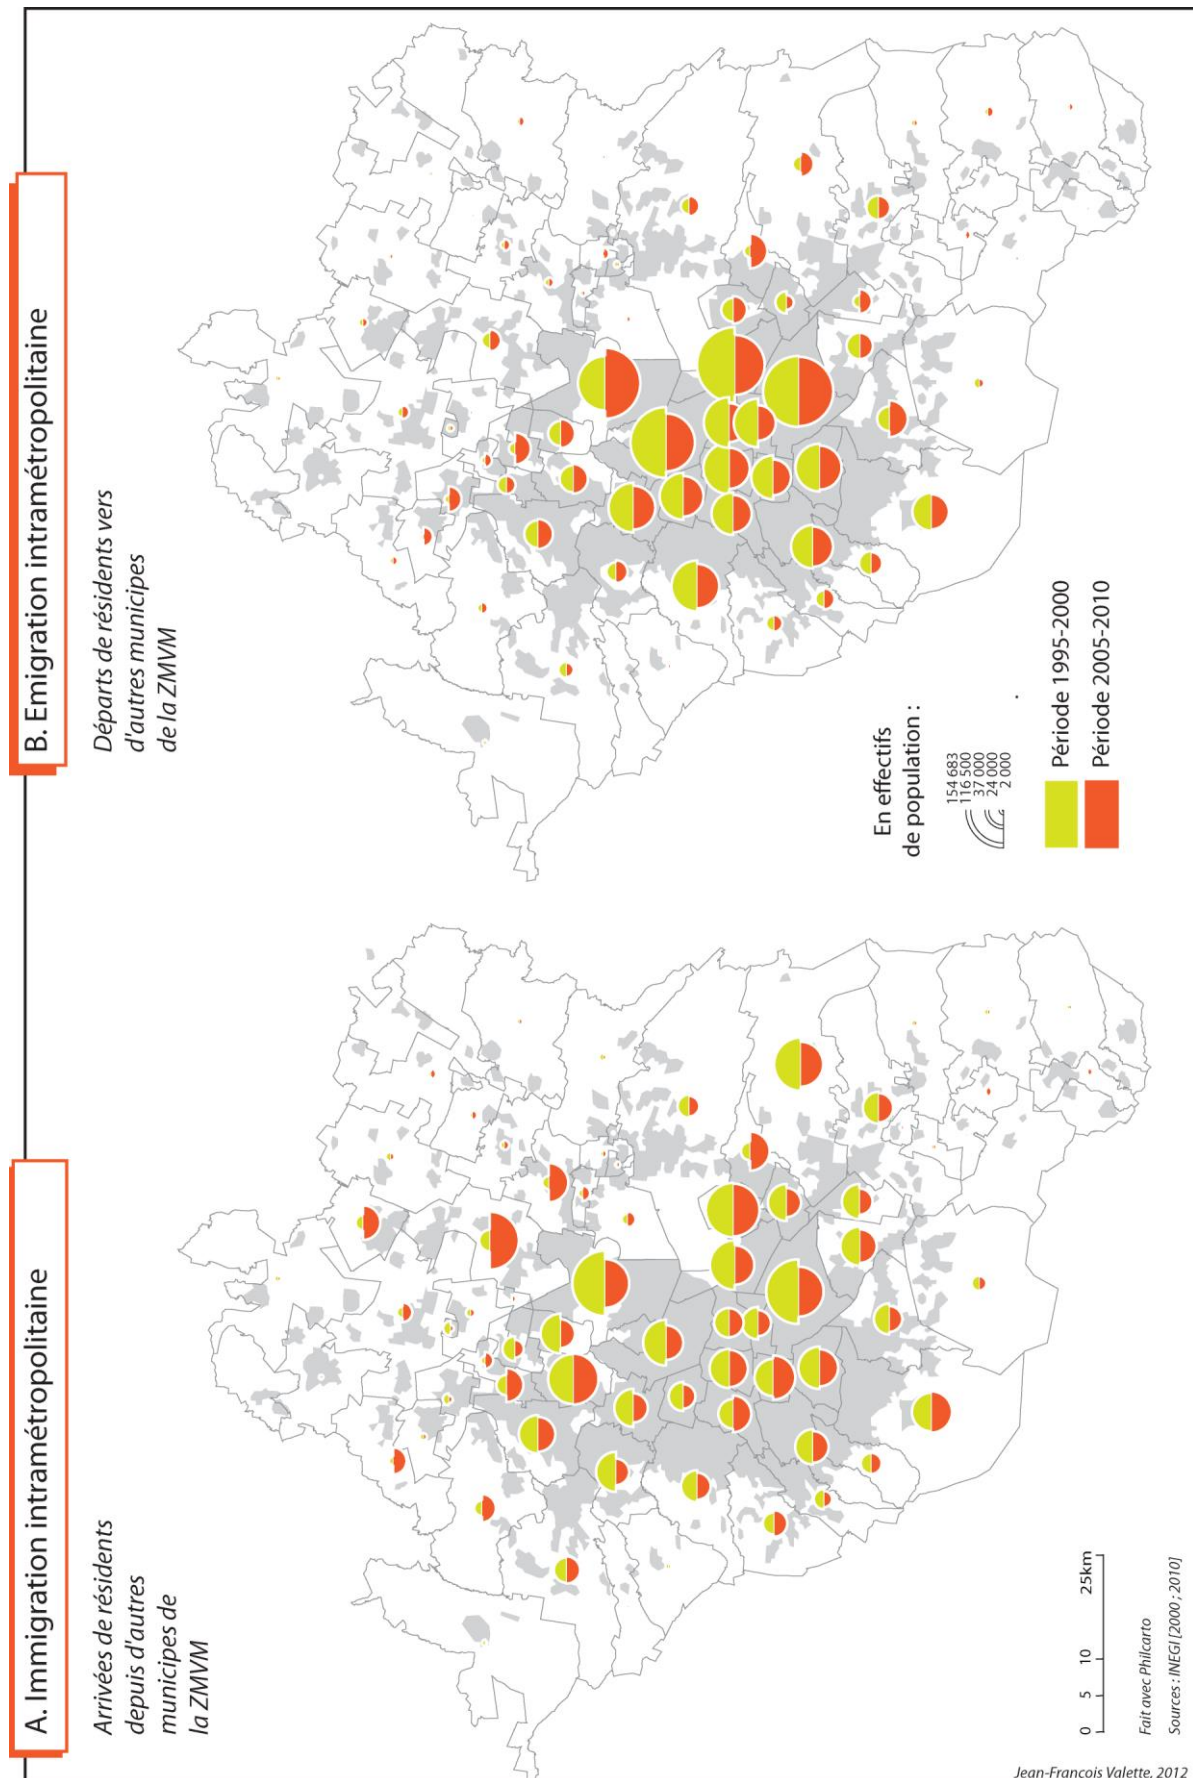 A. Immigration intramétropolitaine
Arrivées de résidents
depuis d'autres
municipes de
la ZMVM
0 5 10 25km
Fait avec Philcarto
Sources : INEGI [2000 ; 2010]
Jean-François Valette, 2012
B. Emigration intramétropolitaine
Départs de résidents vers
d'autres municipes
de la ZMVM
En effectifs
de population :
154 683
116 500
37 000
24 000
2 000
Période 1995-2000
Période 2005-2010